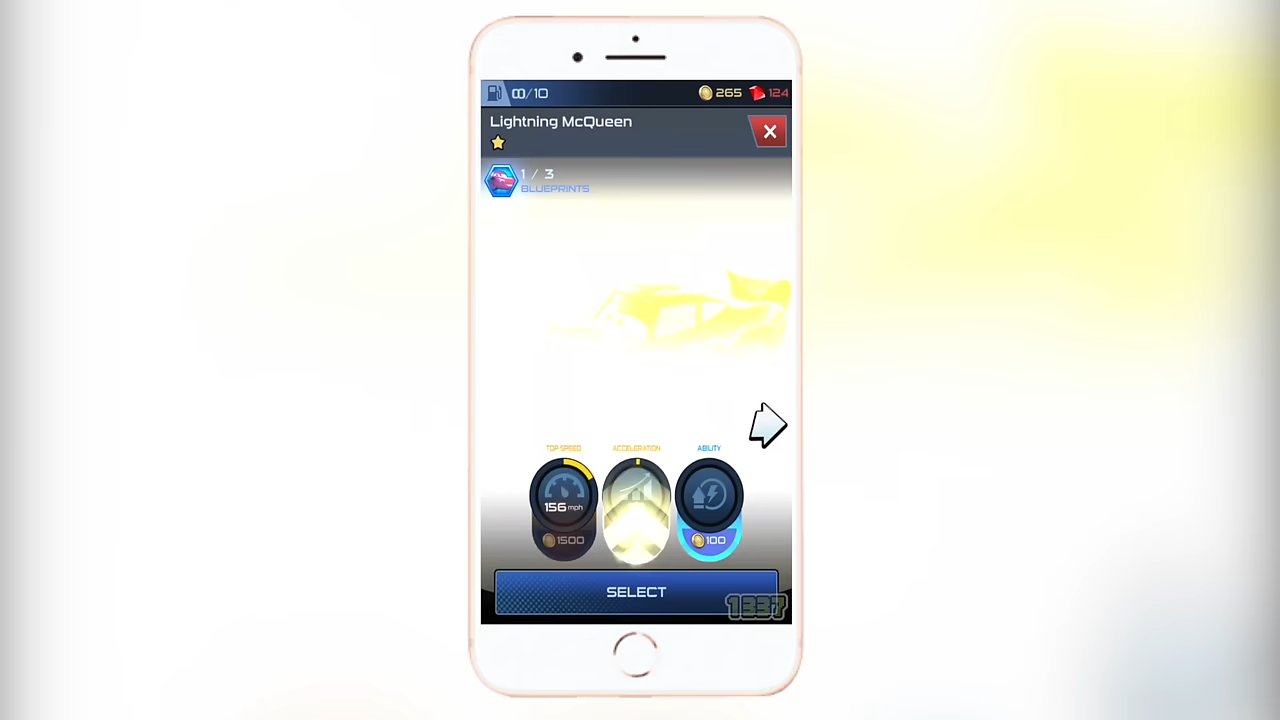 00/10
265
124
Lightning McQueen
1 / 3
BLUEPRINTS
TOP SPEED
ACCELERATION
ABILITY
156 mph
1500
100
SELECT
1337